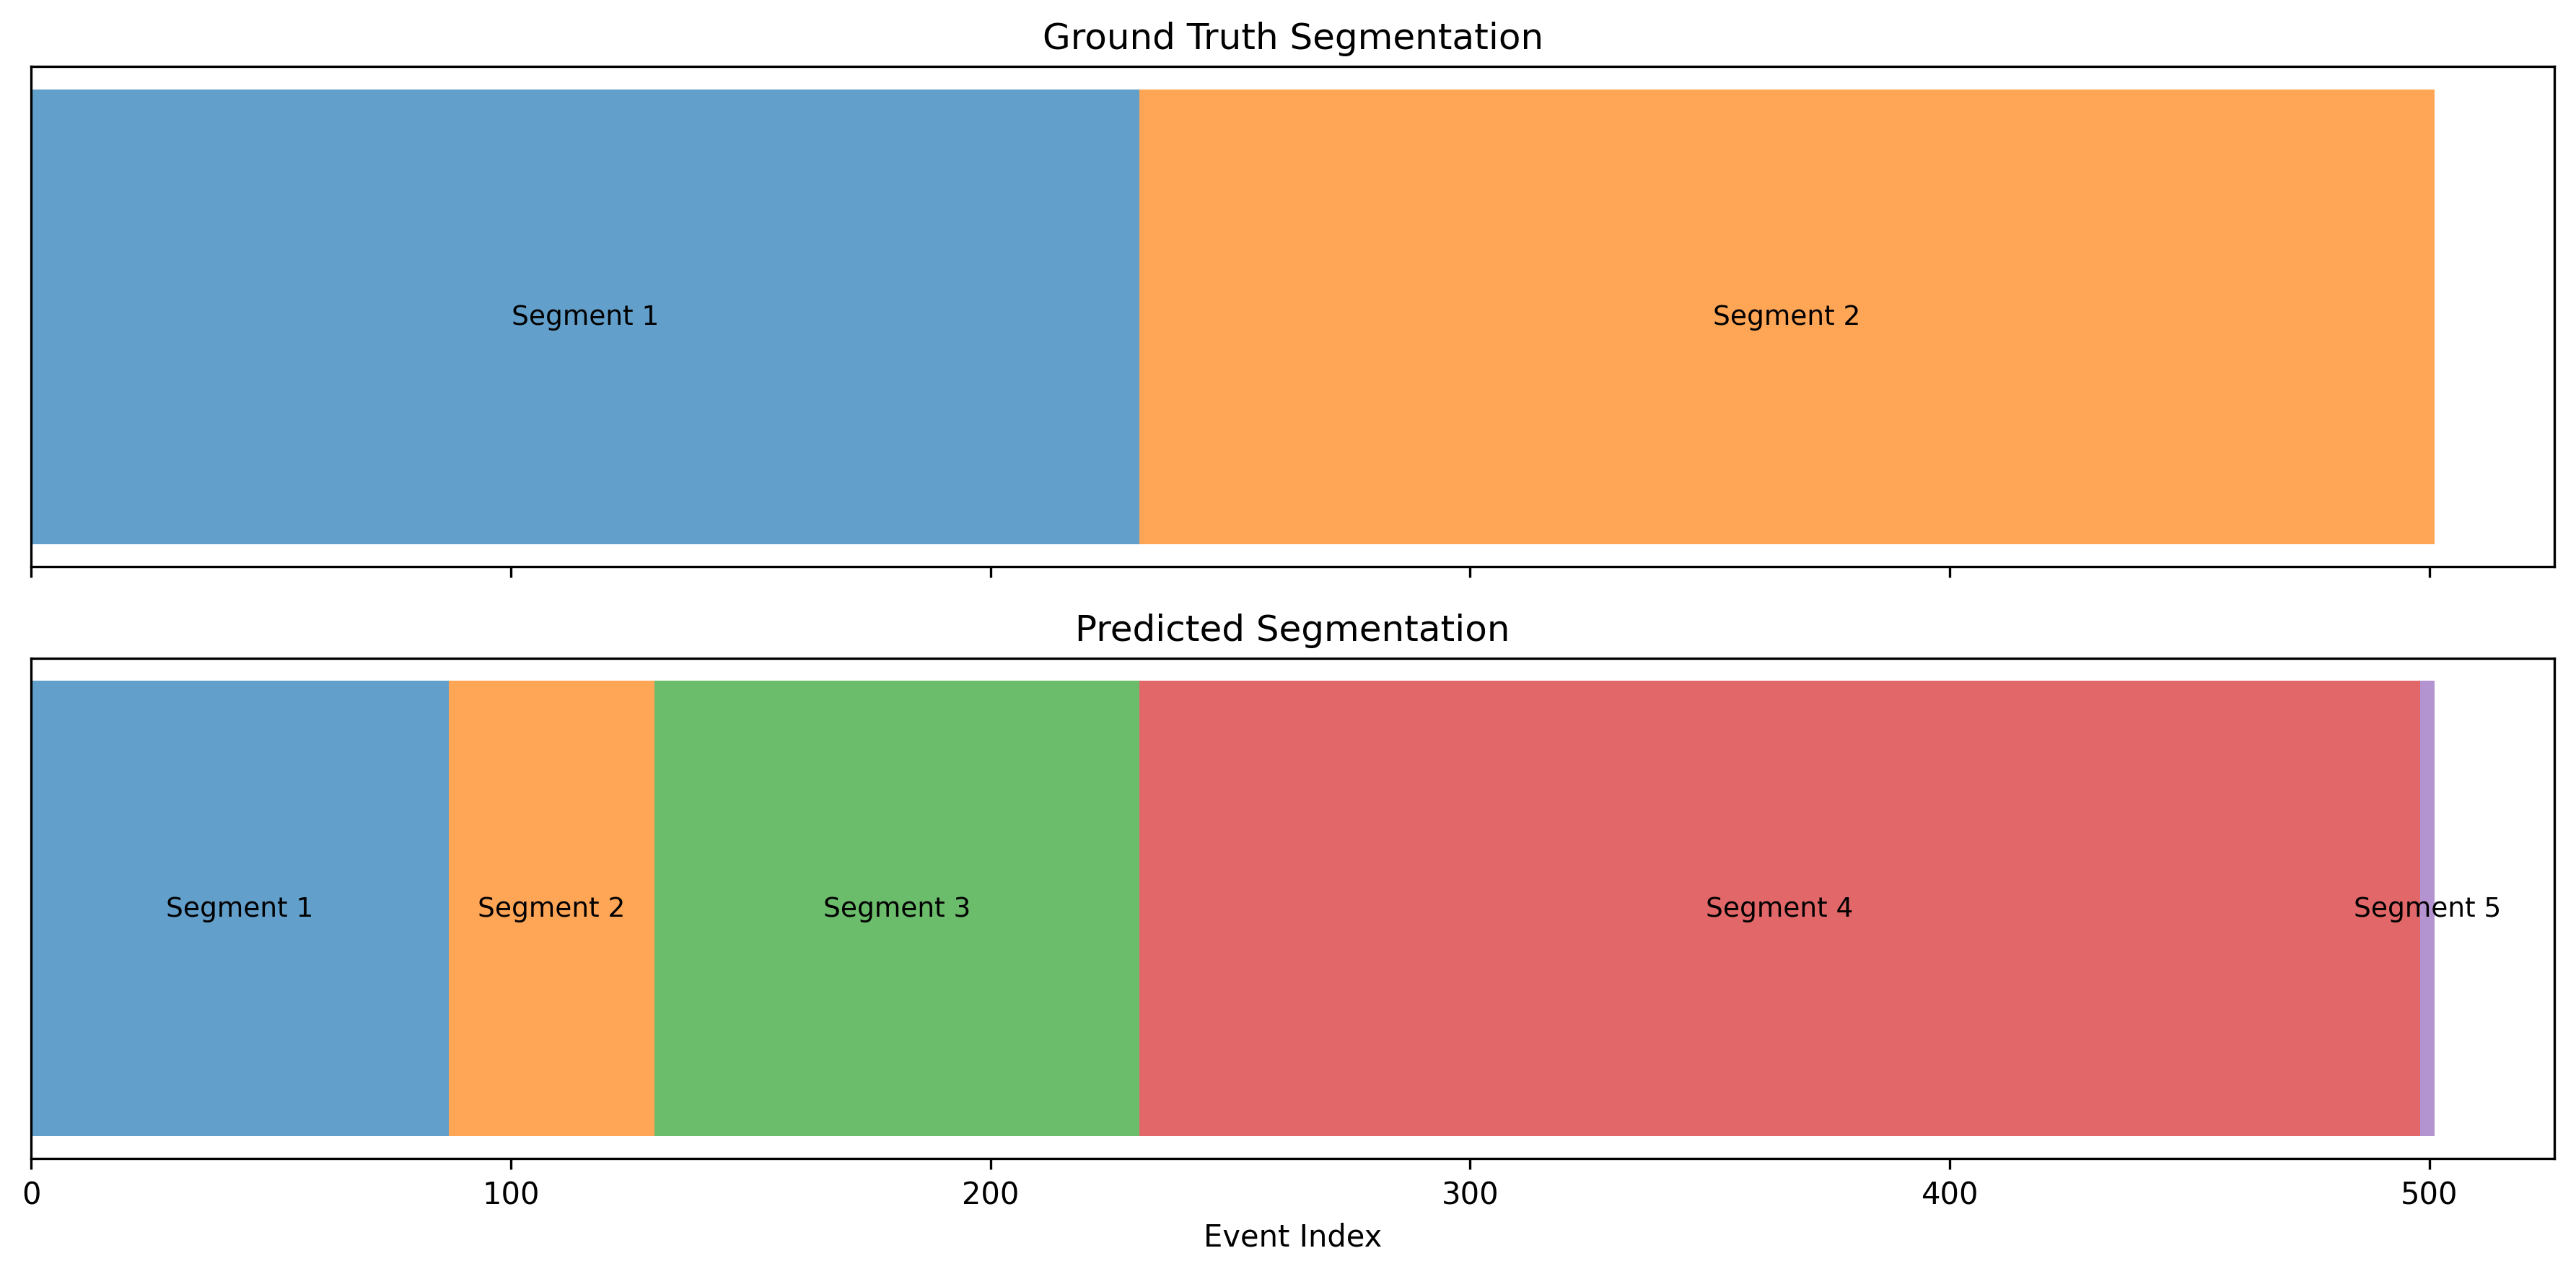 Ground Truth Segmentation
Segment 1
Segment 2
Predicted Segmentation
Segment 1
Segment 2
Segment 3
Segment 4
Segment 5
0 100 200 300 400 500
Event Index